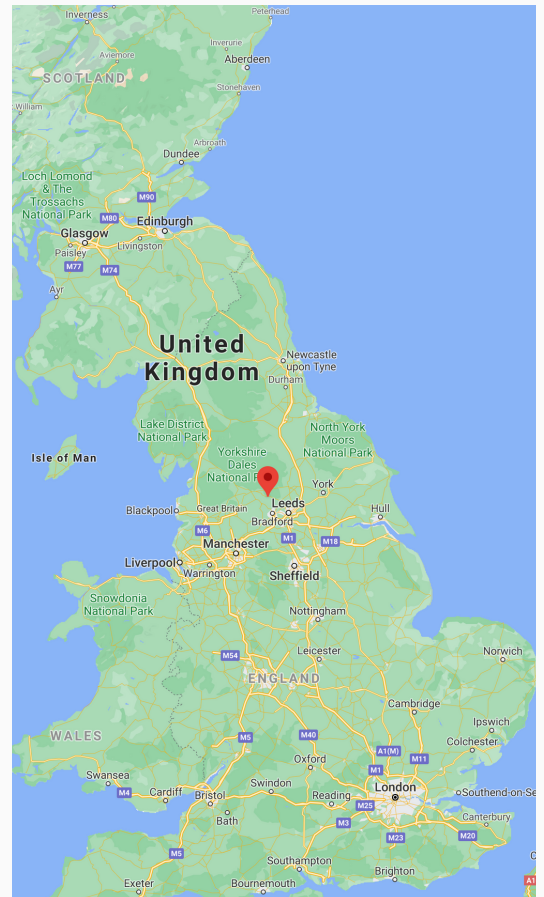 Peterhead
Inverness
Inverurie
Aviemore
Aberdeen
SCOTLAND
Stonehaven
William
Arbroath
Dundee
Loch Lomond
& The
Trossachs
National Park
M90
M80
Edinburgh
Glasgow
Livingston
Paisley
M77
M74
Ayr
United
Kingdom
Newcastle
upon Tyne
Durham
Lake District
National Park
North York
Moors
National Park
Isle of Man
Yorkshire
Dales
National P
York
Leeds
Blackpool
Great Britain
Hull
Bradford
M6
M1
M18
Manchester
Liverpool
Warrington
Sheffield
Snowdonia
National Park
Nottingham
M54
Leicester
Norwich
ENGLAND
Cambridge
Ipswich
WALES
M5
M40
Colchester
A1(M)
Oxford
M11
M1
Swansea
Swindon
London
M4
Cardiff
Bristol
Reading
M25
Southend-on-Se
Bath
M3
Canterbury
M23
M20
M5
Southampton
Brighton
Exeter
Bournemouth
C
A1